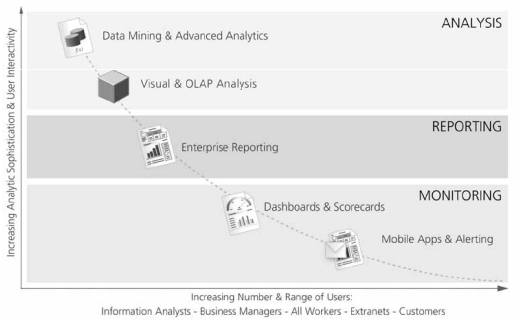 ANALYSIS
Data Mining & Advanced Analytics
Visual & OLAP Analysis
REPORTING
Enterprise Reporting
MONITORING
Dashboards & Scorecards
Mobile Apps & Alerting
Increasing Analytic Sophistication & User Interactivity
Increasing Number & Range of Users:
Information Analysts - Business Managers - All Workers - Extranets - Customers